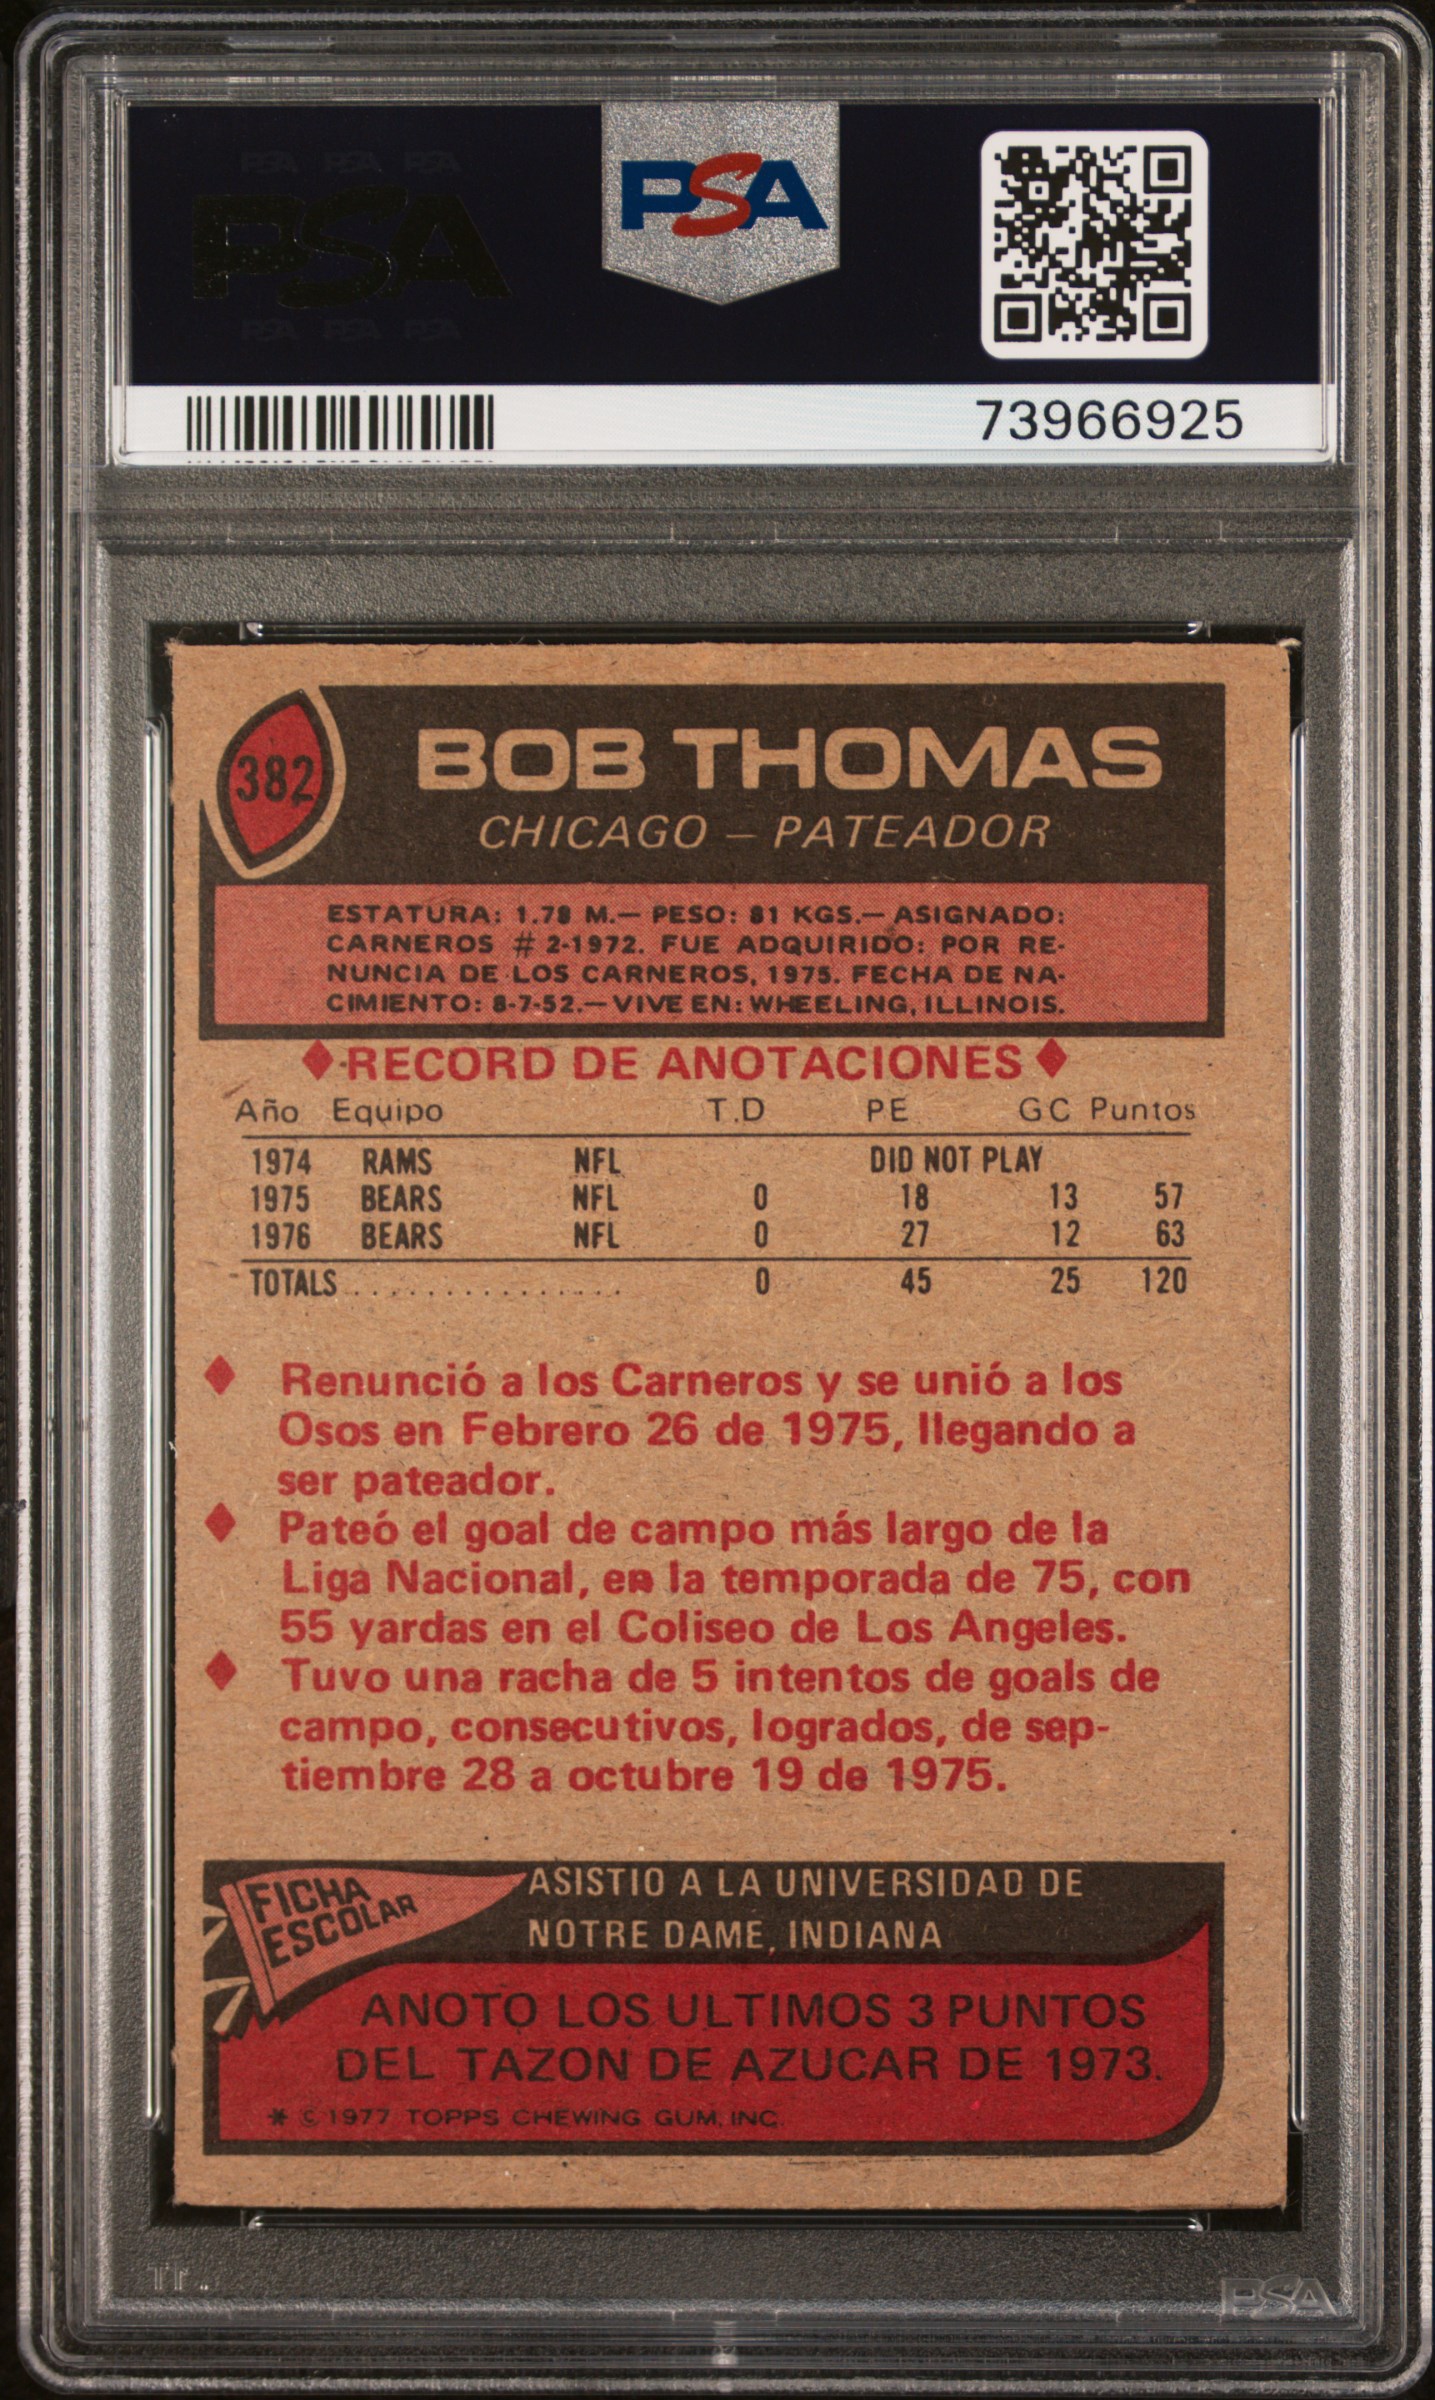 PSA PSA PSA
PSA
PSA PSA PSA
PSA
73966925
382
BOB THOMAS
CHICAGO — PATEADOR
ESTATURA: 1.78 M.— PESO: 81 KGS.— ASIGNADO:
CARNEROS # 2-1972. FUE ADQUIRIDO: POR RE-
NUNCIA DE LOS CARNEROS, 1975. FECHA DE NA-
CIMIENTO: 8-7-52.— VIVE EN: WHEELING, ILLINOIS.
RECORD DE ANOTACIONES
Año Equipo T.D PE GC Puntos
1974 RAMS NFL DID NOT PLAY
1975 BEARS NFL 0 18 13 57
1976 BEARS NFL 0 27 12 63
TOTALS................ 0 45 25 120
Renunció a los Carneros y se unió a los
Osos en Febrero 26 de 1975, llegando a
ser pateador.
Pateó el goal de campo más largo de la
Liga Nacional, en la temporada de 75, con
55 yardas en el Coliseo de Los Angeles.
Tuvo una racha de 5 intentos de goals de
campo, consecutivos, logrados, de sep-
tiembre 28 a octubre 19 de 1975.
FICHA
ESCOLAR
ASISTIO A LA UNIVERSIDAD DE
NOTRE DAME, INDIANA
ANOTO LOS ULTIMOS 3 PUNTOS
DEL TAZON DE AZUCAR DE 1973.
* © 1977 TOPPS CHEWING GUM, INC.
PSA